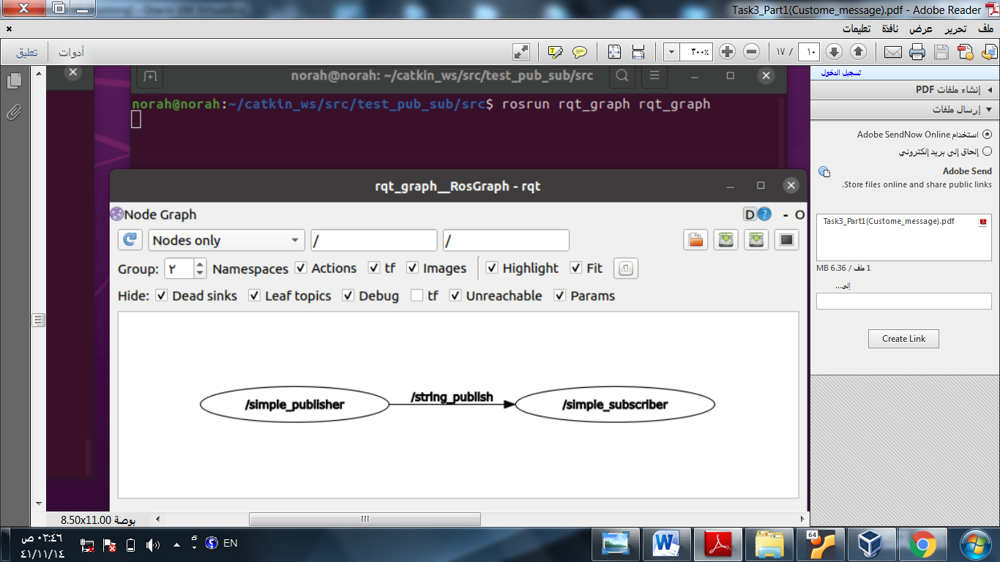 Task3_Part1(Custome_message).pdf - Adobe Reader
ملف تحرير عرض نافذة تعليمات
٣٠٠٪ ١٧ / ١٠
أدوات تعليق
norah@norah: ~/catkin_ws/src/test_pub_sub/src
norah@norah:~/catkin_ws/src/test_pub_sub/src$ rosrun rqt_graph rqt_graph
rqt_graph__RosGraph - rqt
Node Graph D ? - O
Nodes only / /
Group: ٢ Namespaces Actions tf Images Highlight Fit
Hide: Dead sinks Leaf topics Debug tf Unreachable Params
/simple_publisher /string_publish /simple_subscriber
8.50x11.00 بوصة
تسجيل الدخول
إنشاء ملفات PDF
إرسال ملفات
استخدام Adobe SendNow Online
إلحاق إلى بريد إلكتروني
Adobe Send
Store files online and share public links.
Task3_Part1(Custome_message).pdf
1 ملف / 6.36 MB
إلى...
Create Link
٠٢:٤٦ ص
٤١/١١/١٤
EN
64